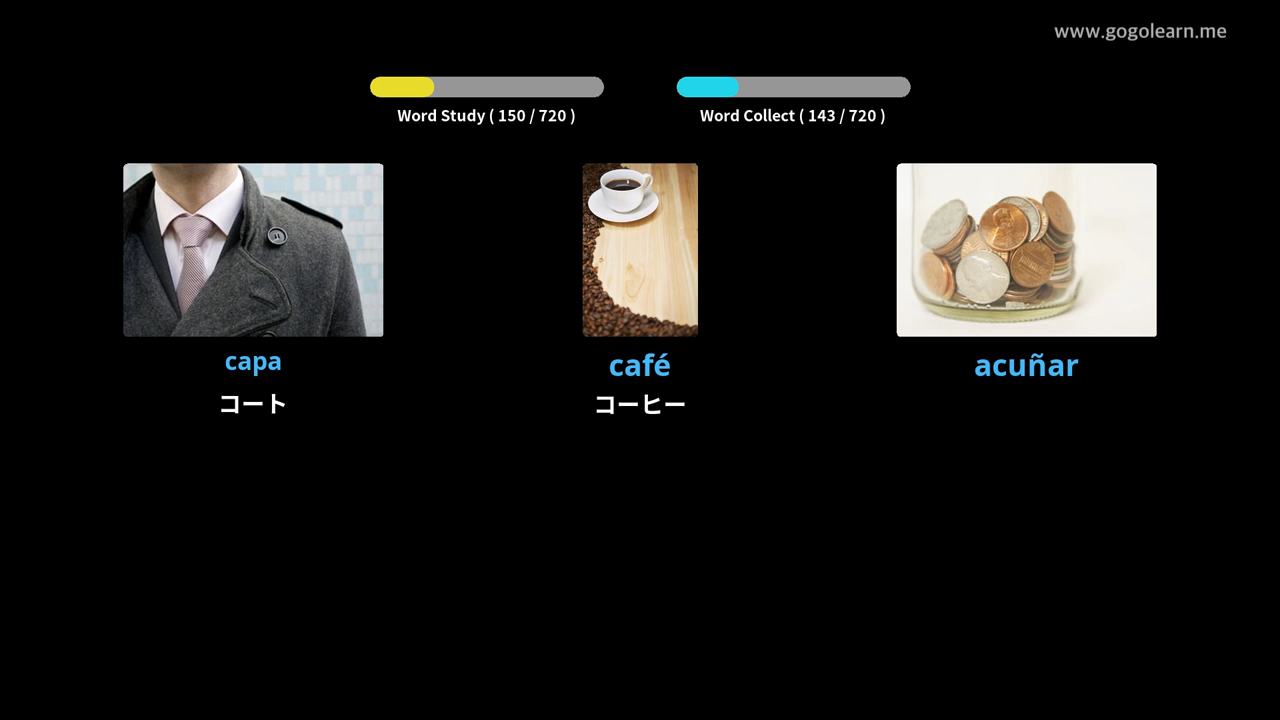 www.gogolearn.me
Word Study ( 150 / 720 )
Word Collect ( 143 / 720 )
capa
café
acuñar
コート
コーヒー